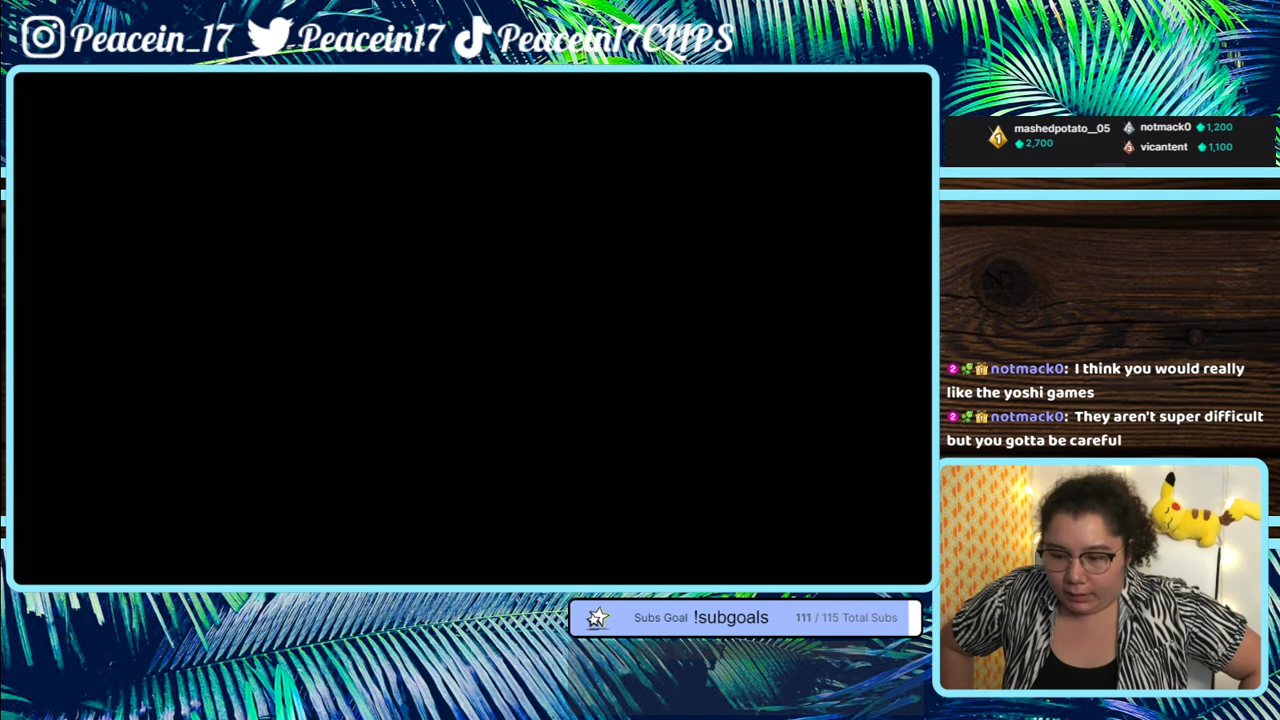 Peacein_17 Peacein17 Peacein17ClIPS
mashedpotato__05
2,700
notmack0 1,200
vicantent 1,100
notmack0: I think you would really
like the yoshi games
notmack0: They aren't super difficult
but you gotta be careful
Subs Goal !subgoals 111 / 115 Total Subs